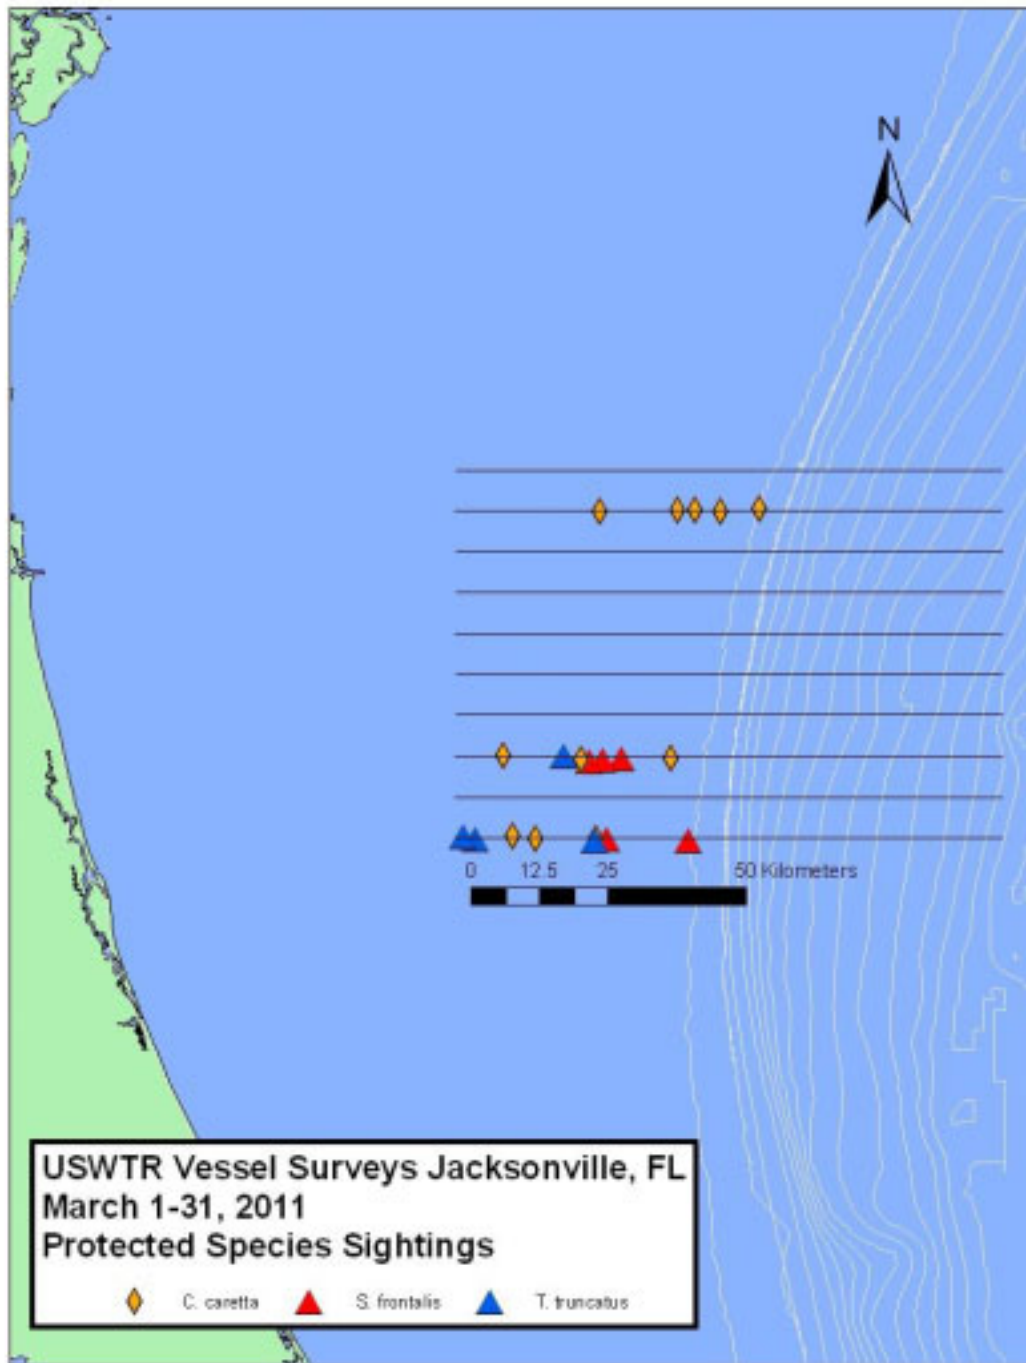 N
0 12.5 25 50 Kilometers
USWTR Vessel Surveys Jacksonville, FL
March 1-31, 2011
Protected Species Sightings
C. caretta S. frontalis T. truncatus